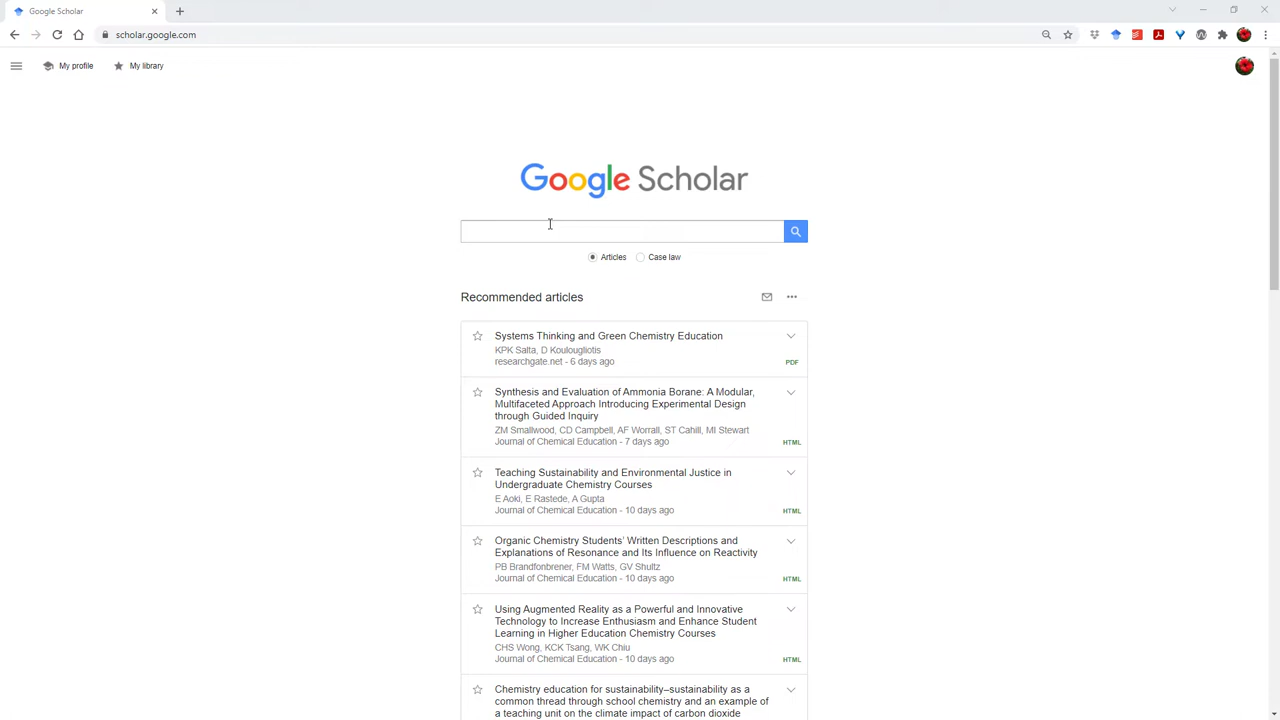 Google Scholar
scholar.google.com
My profile
My library
Google Scholar
Articles
Case law
Recommended articles
Systems Thinking and Green Chemistry Education
KPK Salta, D Koulougliotis
researchgate.net - 6 days ago
PDF
Synthesis and Evaluation of Ammonia Borane: A Modular,
Multifaceted Approach Introducing Experimental Design
through Guided Inquiry
ZM Smallwood, CD Campbell, AF Worrall, ST Cahill, MI Stewart
Journal of Chemical Education - 7 days ago
HTML
Teaching Sustainability and Environmental Justice in
Undergraduate Chemistry Courses
E Aoki, E Rastede, A Gupta
Journal of Chemical Education - 10 days ago
HTML
Organic Chemistry Students’ Written Descriptions and
Explanations of Resonance and Its Influence on Reactivity
PB Brandfonbrener, FM Watts, GV Shultz
Journal of Chemical Education - 10 days ago
HTML
Using Augmented Reality as a Powerful and Innovative
Technology to Increase Enthusiasm and Enhance Student
Learning in Higher Education Chemistry Courses
CHS Wong, KCK Tsang, WK Chiu
Journal of Chemical Education - 10 days ago
HTML
Chemistry education for sustainability–sustainability as a
common thread through school chemistry and an example of
a teaching unit on the climate impact of carbon dioxide